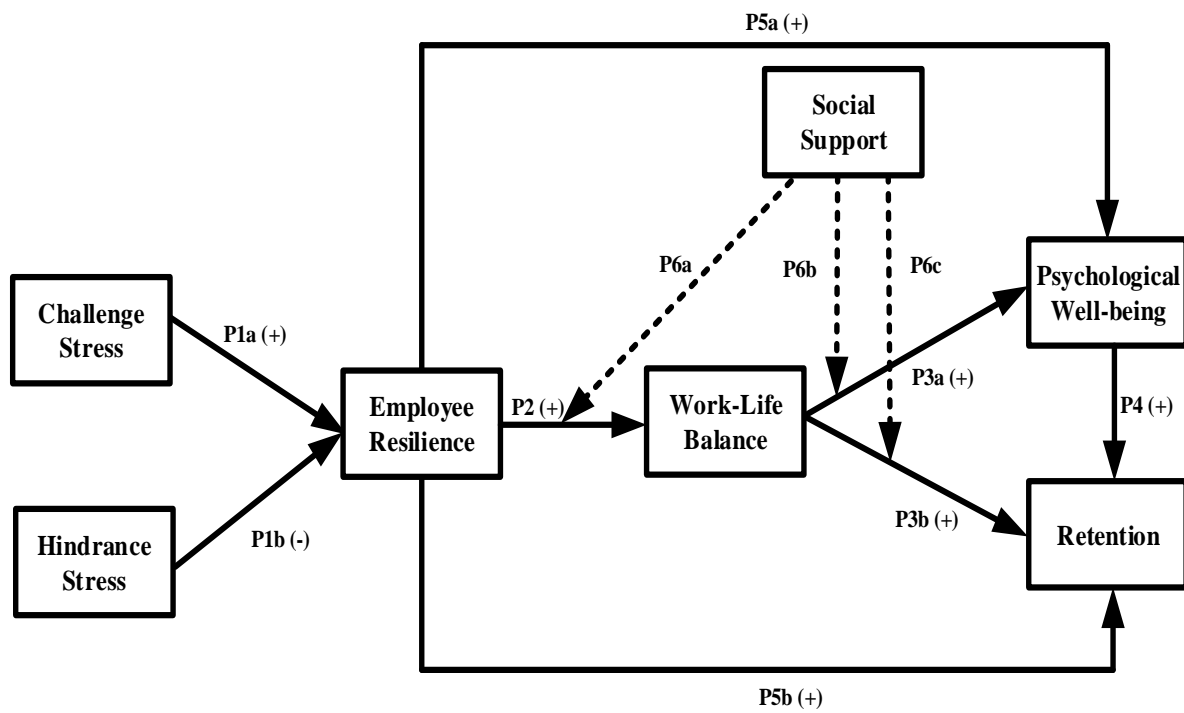 P5a (+)
Social
Support
P6a
P6b
P6c
Psychological
Well-being
Challenge
Stress
P1a (+)
Employee
Resilience
P2 (+)
Work-Life
Balance
P3a (+)
P4 (+)
Hindrance
Stress
P1b (-)
P3b (+)
Retention
P5b (+)